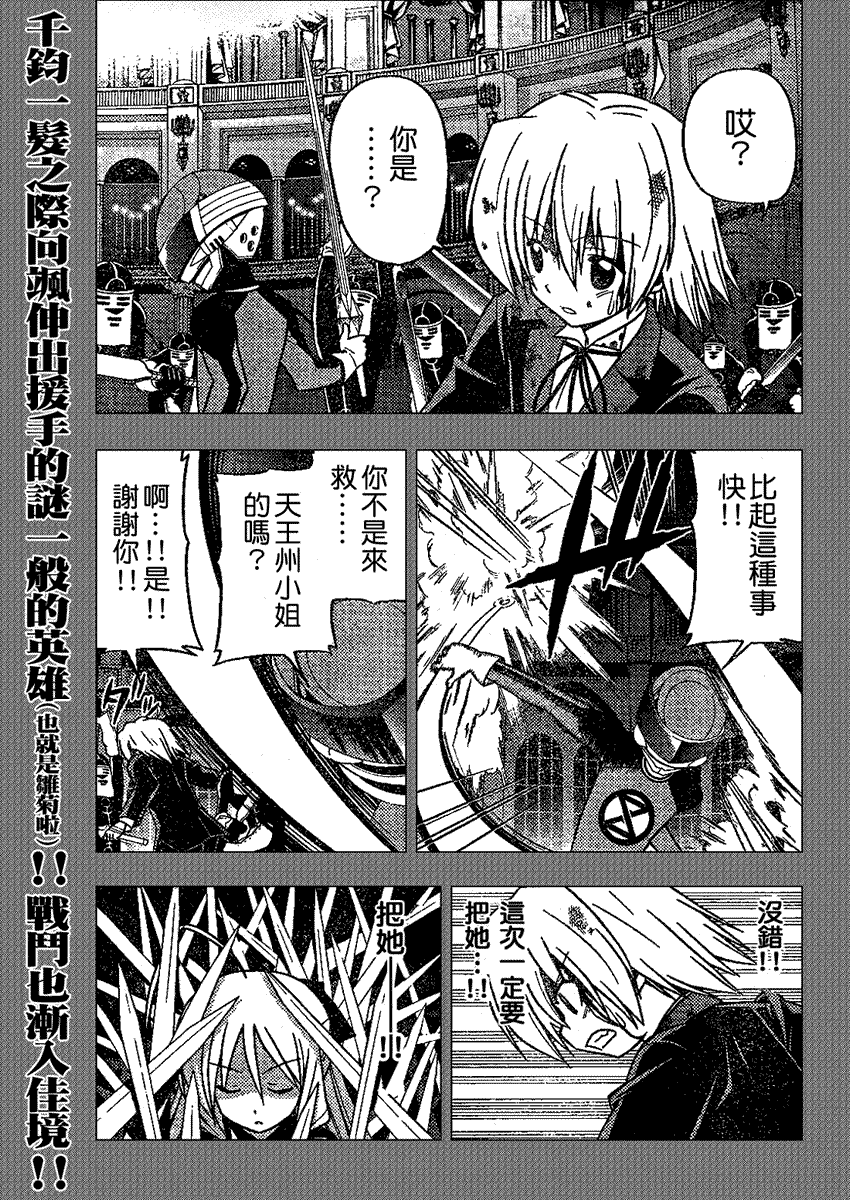 千鈞一髮之際向颯伸出援手的謎一般的英雄(也就是雛菊啦)!!戰鬥也漸入佳境!!
哎?
你是
……?
比起這種事
快!!
你不是來
救……
天王州小姐
的嗎?
啊…!!是!!
謝謝你!!
ダッ
沒錯!!
這次一定要
把她…!!
把她
!!